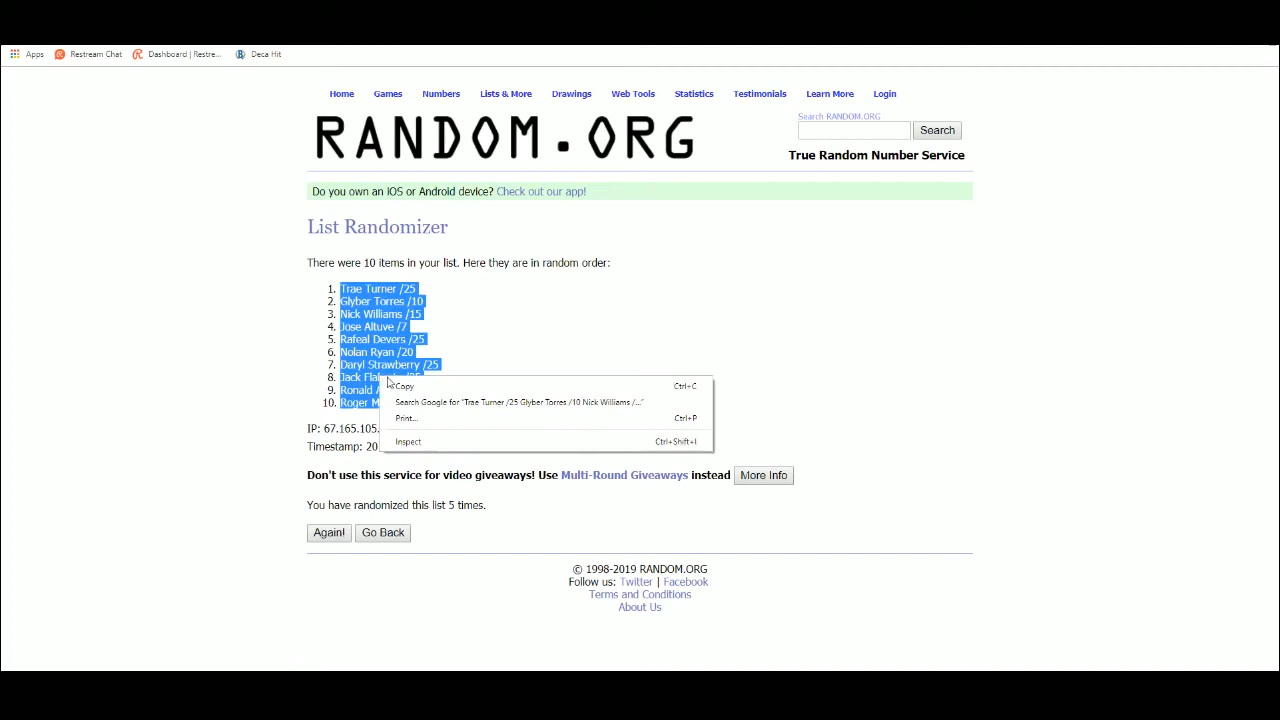 Apps Restream Chat Dashboard | Restre... Deca Hit
Home Games Numbers Lists & More Drawings Web Tools Statistics Testimonials Learn More Login
RANDOM.ORG
Search RANDOM.ORG
Search
True Random Number Service
Do you own an iOS or Android device? Check out our app!
List Randomizer
There were 10 items in your list. Here they are in random order:
1. Trae Turner /25
2. Glyber Torres /10
3. Nick Williams /15
4. Jose Altuve /7
5. Rafeal Devers /25
6. Nolan Ryan /20
7. Daryl Strawberry /25
8. Jack
9. Ronald
10. Roger
Copy Ctrl+C
Search Google for "Trae Turner /25 Glyber Torres /10 Nick Williams /..."
Print... Ctrl+P
Inspect Ctrl+Shift+I
IP: 67.165.105.
Timestamp: 20
Don't use this service for video giveaways! Use Multi-Round Giveaways instead More Info
You have randomized this list 5 times.
Again! Go Back
© 1998-2019 RANDOM.ORG
Follow us: Twitter | Facebook
Terms and Conditions
About Us